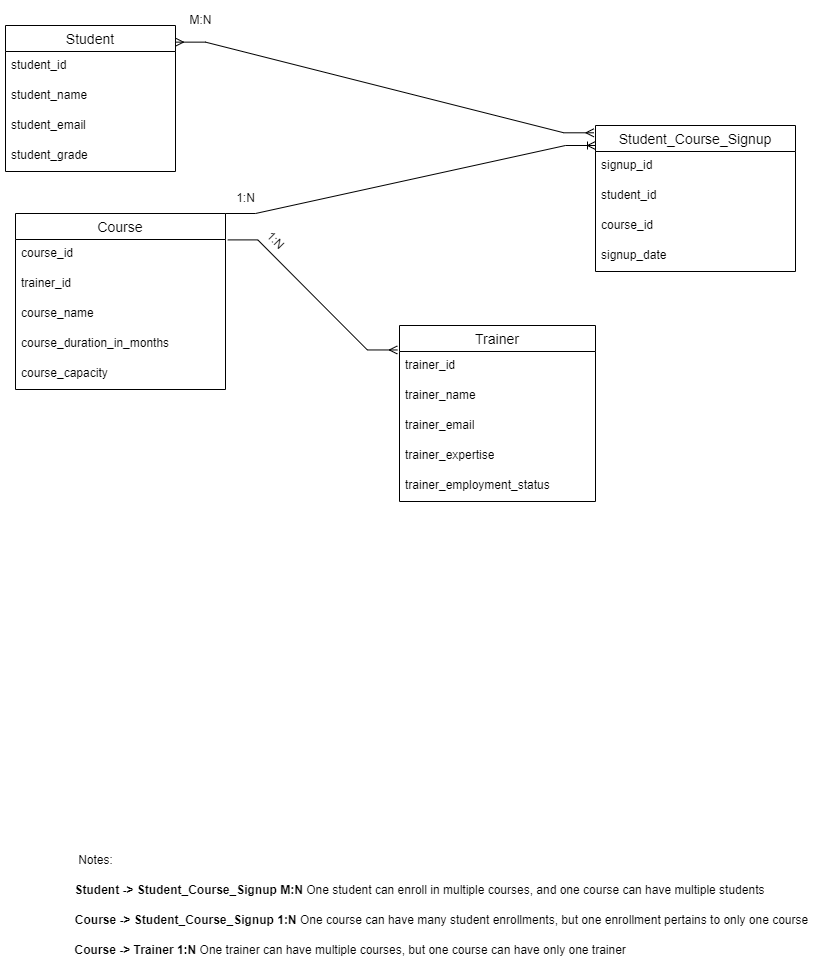 M:N
Student
student_id
student_name
student_email
student_grade
Student_Course_Signup
signup_id
student_id
course_id
signup_date
1:N
Course
course_id
trainer_id
course_name
course_duration_in_months
course_capacity
1:N
Trainer
trainer_id
trainer_name
trainer_email
trainer_expertise
trainer_employment_status
Notes:
Student -> Student_Course_Signup M:N One student can enroll in multiple courses, and one course can have multiple students
Course -> Student_Course_Signup 1:N One course can have many student enrollments, but one enrollment pertains to only one course
Course -> Trainer 1:N One trainer can have multiple courses, but one course can have only one trainer